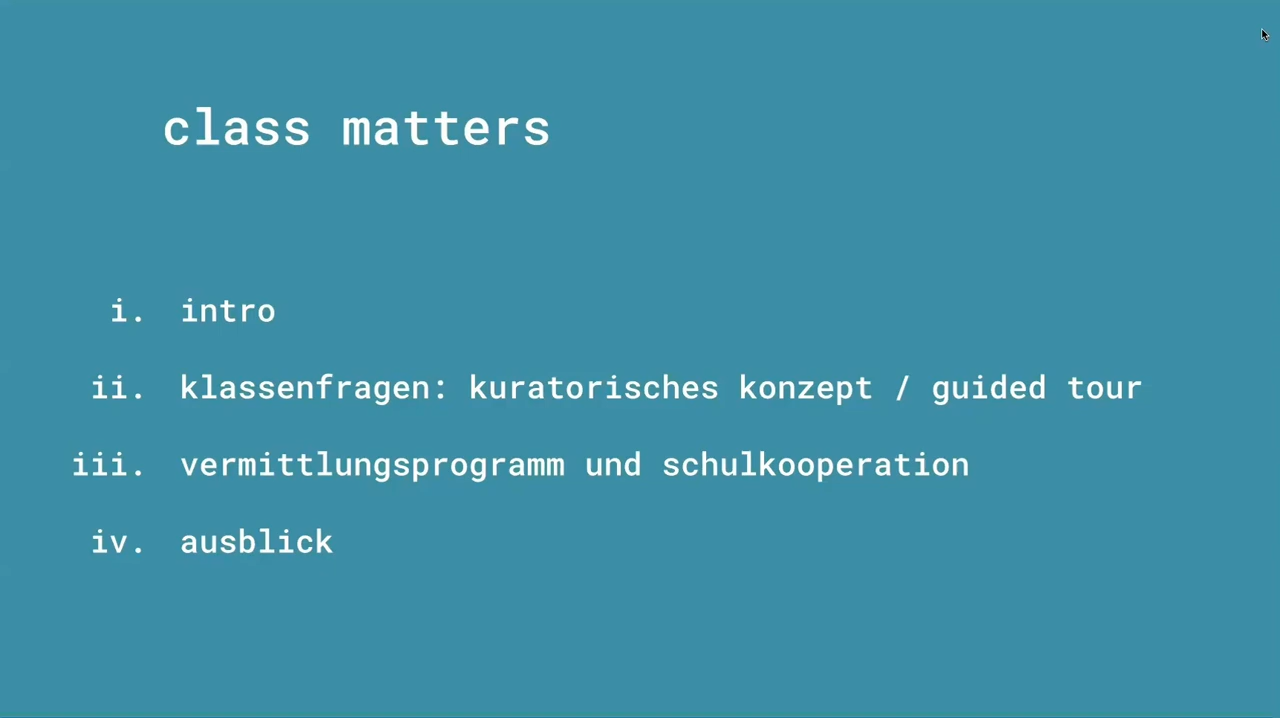 class matters
i. intro
ii. klassenfragen: kuratorisches konzept / guided tour
iii. vermittlungsprogramm und schulkooperation
iv. ausblick